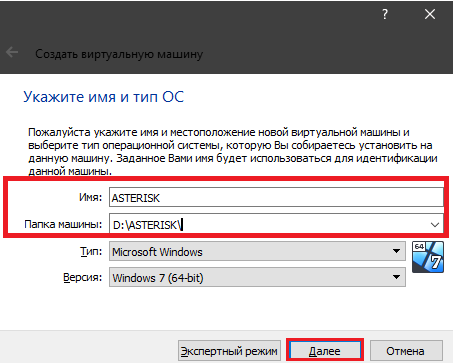 ?
Создать виртуальную машину
Укажите имя и тип ОС
Пожалуйста укажите имя и местоположение новой виртуальной машины и
выберите тип операционной системы, которую Вы собираетесь установить на
данную машину. Заданное Вами имя будет использоваться для идентификации
данной машины.
Имя: ASTERISK
Папка машины: D:\ASTERISK\
Тип: Microsoft Windows
64
7
Версия: Windows 7 (64-bit)
Экспертный режим Далее Отмена